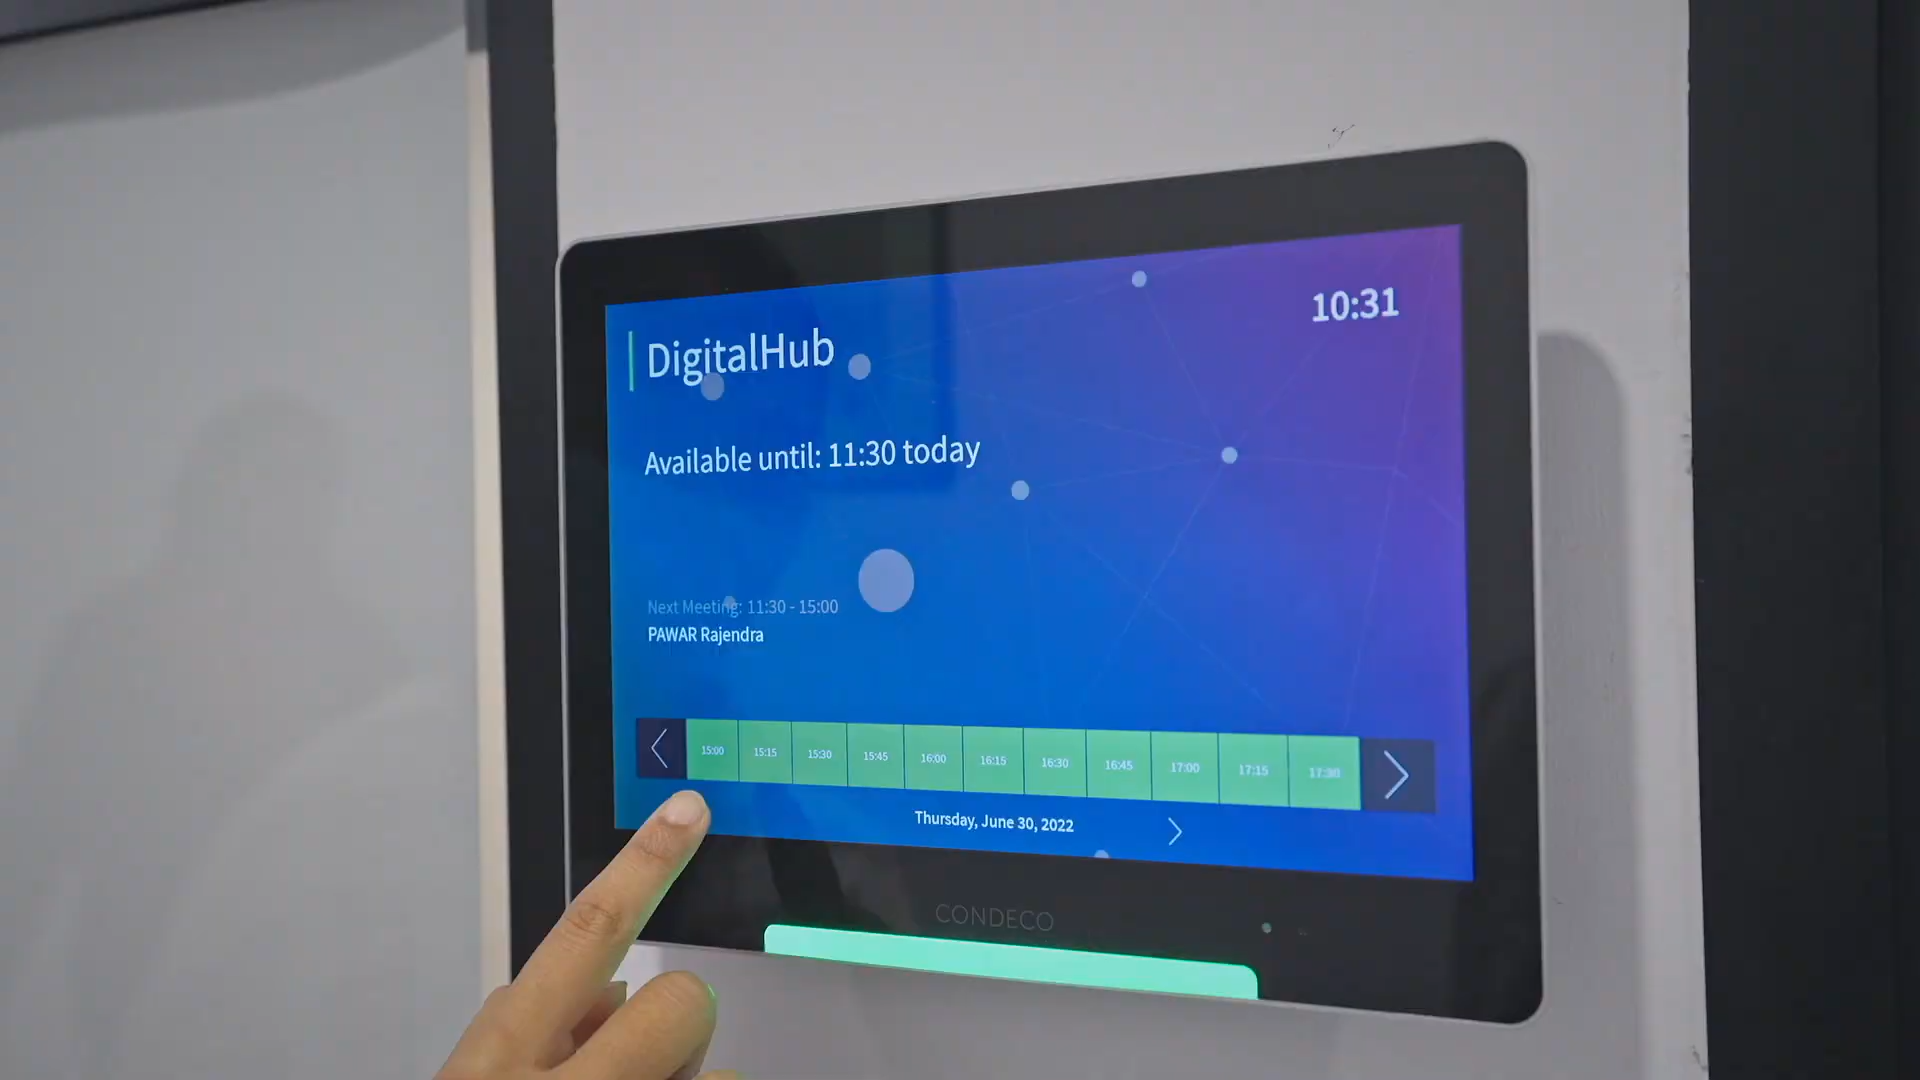 DigitalHub
10:31
Available until: 11:30 today
Next Meeting: 11:30 - 15:00
PAWAR Rajendra
15:00 15:15 15:30 15:45 16:00 16:15 16:30 16:45 17:00 17:15 17:30
Thursday, June 30, 2022
CONDECO